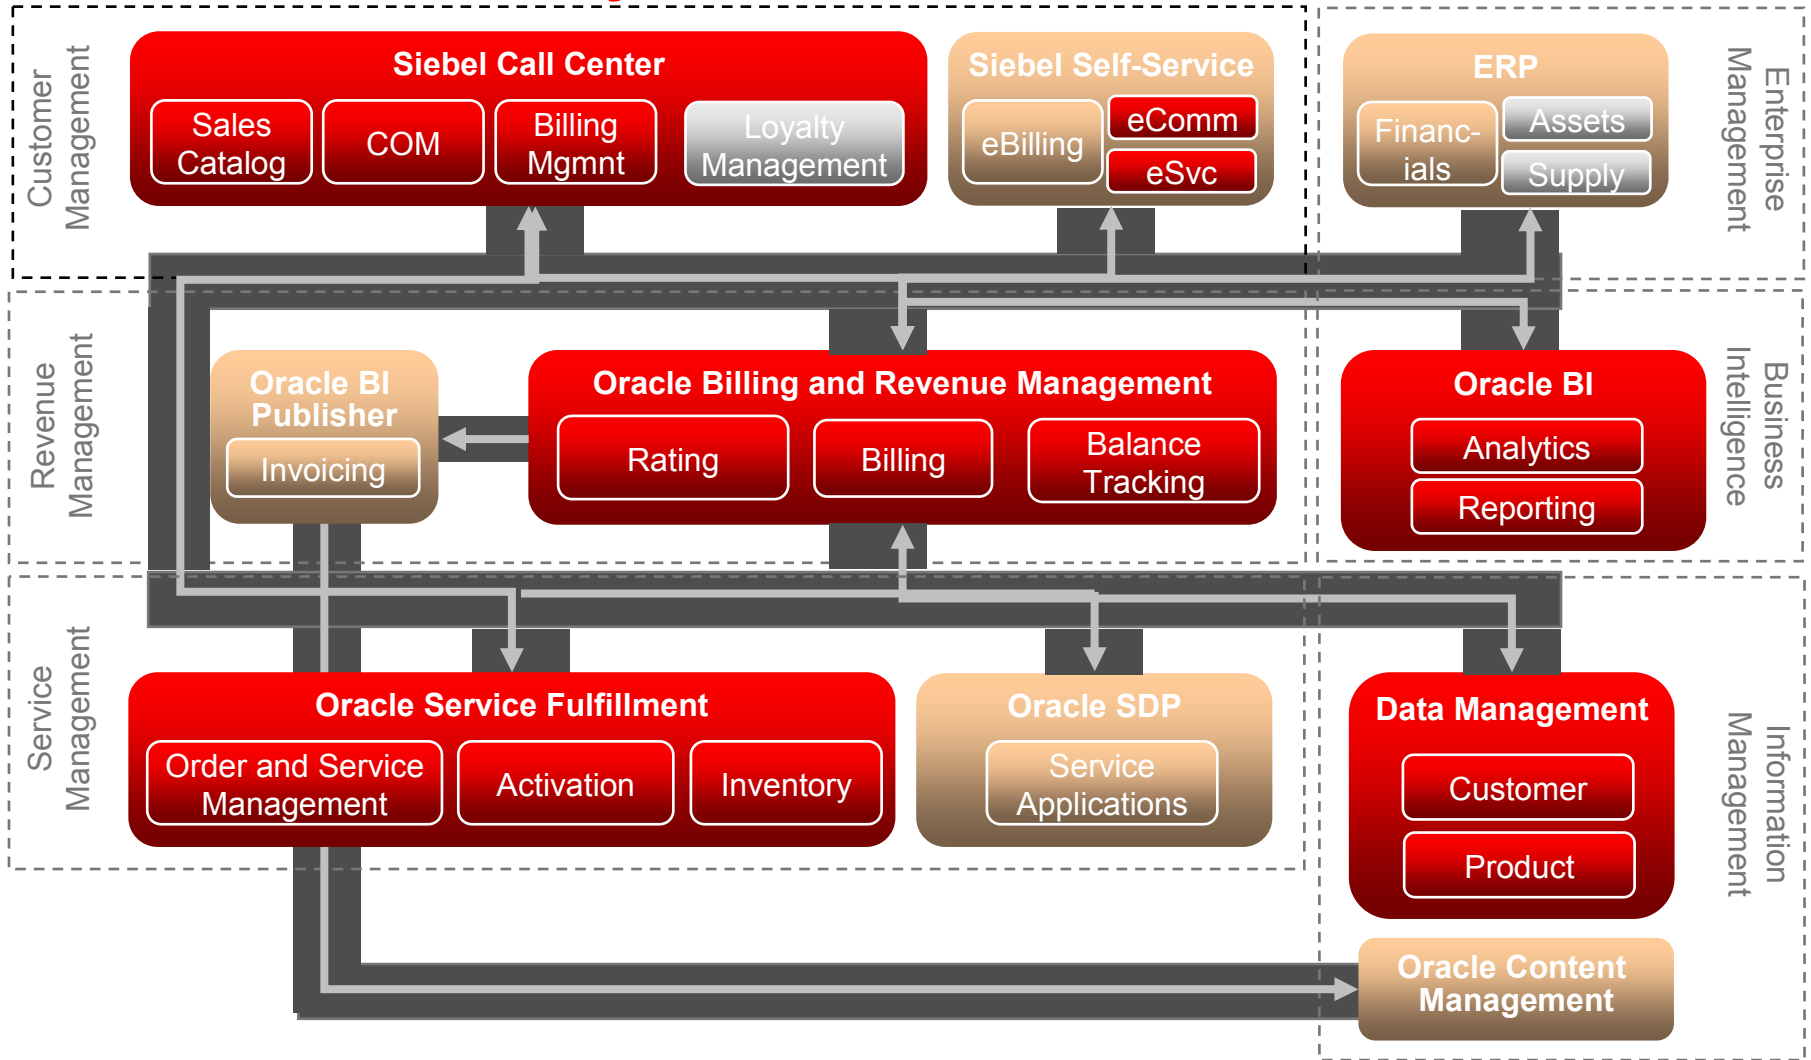 Customer
Management
Siebel Call Center
Sales
Catalog
COM
Billing
Mgmnt
Loyalty
Management
Siebel Self-Service
eBilling
eComm
eSvc
ERP
Financ-
ials
Assets
Supply
Enterprise
Management
Revenue
Management
Oracle BI
Publisher
Invoicing
Oracle Billing and Revenue Management
Rating
Billing
Balance
Tracking
Oracle BI
Analytics
Reporting
Business
Intelligence
Service
Management
Oracle Service Fulfillment
Order and Service
Management
Activation
Inventory
Oracle SDP
Service
Applications
Data Management
Customer
Product
Information
Management
Oracle Content
Management